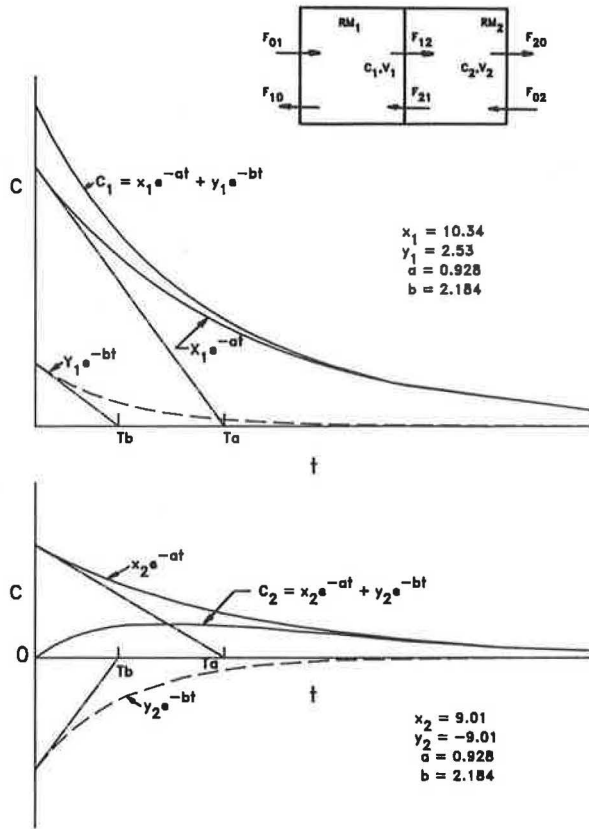 RM₁ RM₂
F₀₁ F₁₂ F₂₀
C₁,V₁ C₂,V₂
F₁₀ F₂₁ F₀₂
C₁ = x₁e^-at + y₁e^-bt
C
x₁ = 10.34
y₁ = 2.53
a = 0.928
b = 2.184
X₁e^-at
Y₁e^-bt
Tb Ta
t
x₂e^-at
C
C₂ = x₂e^-at + y₂e^-bt
O
Tb Ta
y₂e^-bt
t
x₂ = 9.01
y₂ = -9.01
a = 0.928
b = 2.184